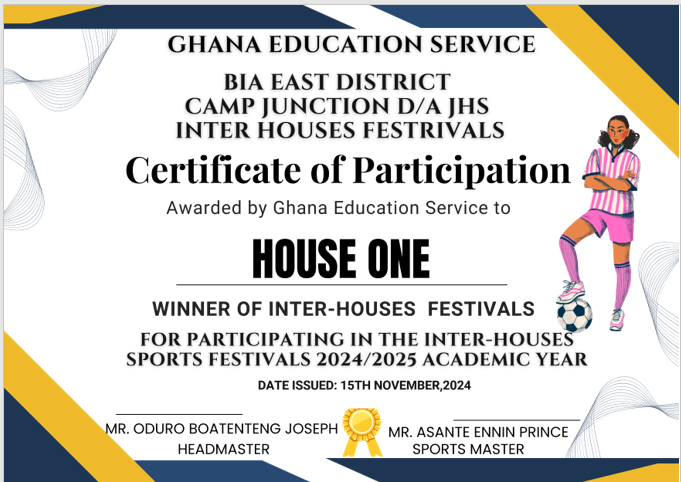 GHANA EDUCATION SERVICE
BIA EAST DISTRICT
CAMP JUNCTION D/A JHS
INTER HOUSES FESTRIVALS
Certificate of Participation
Awarded by Ghana Education Service to
HOUSE ONE
WINNER OF INTER-HOUSES FESTIVALS
FOR PARTICIPATING IN THE INTER-HOUSES
SPORTS FESTIVALS 2024/2025 ACADEMIC YEAR
DATE ISSUED: 15TH NOVEMBER,2024
MR. ODURO BOATENTENG JOSEPH
HEADMASTER
MR. ASANTE ENNIN PRINCE
SPORTS MASTER